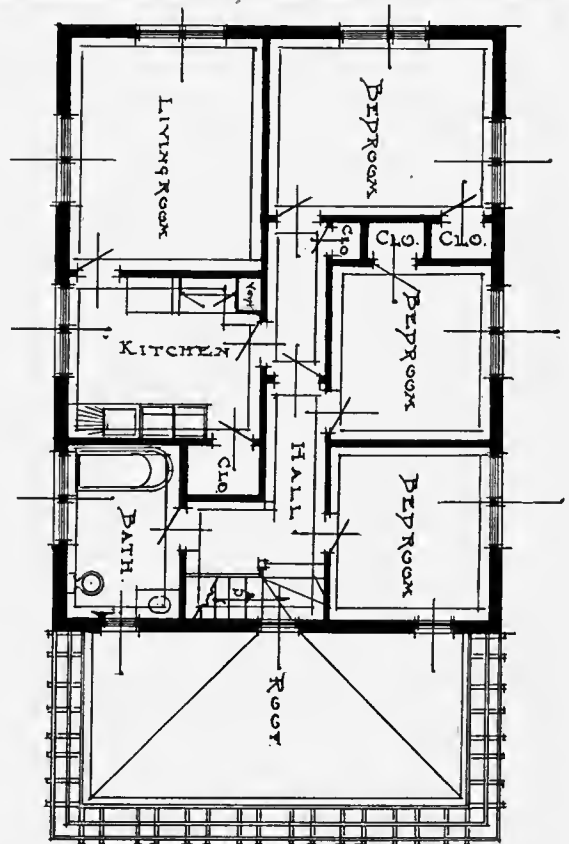 LIVING ROOM
BEDROOM
CLO.
CLO.
CLO.
KITCHEN
BEDROOM
HALL
CLO.
BATH.
BEDROOM
ROOF.